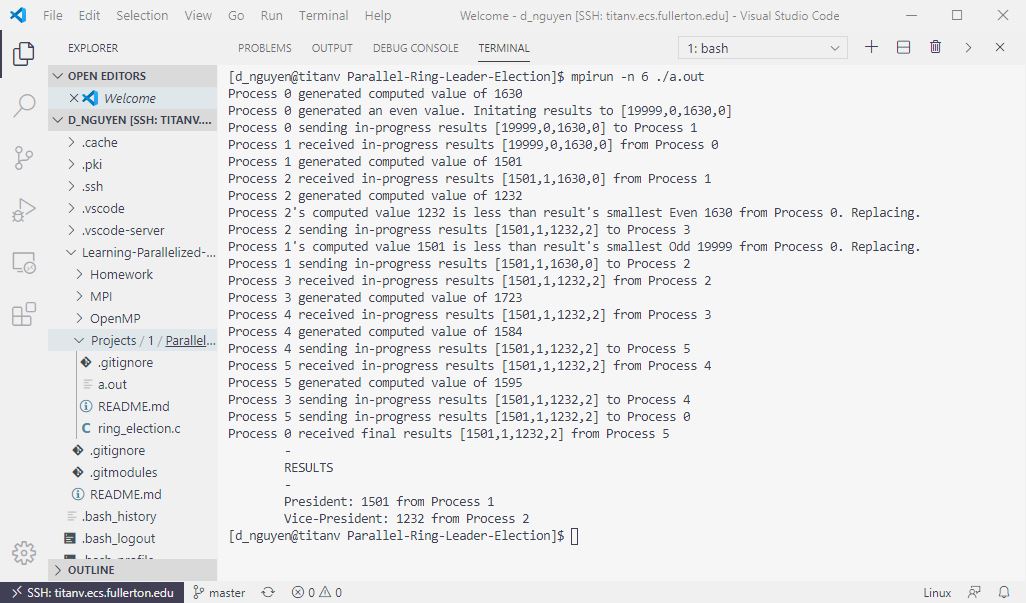 File Edit Selection View Go Run Terminal Help Welcome - d_nguyen [SSH: titanv.ecs.fullerton.edu] - Visual Studio Code
EXPLORER
PROBLEMS OUTPUT DEBUG CONSOLE TERMINAL 1: bash
OPEN EDITORS
Welcome
D_NGUYEN [SSH: TITANV....
.cache
.pki
.ssh
.vscode
.vscode-server
Learning-Parallelized-...
Homework
MPI
OpenMP
Projects / 1 / Parallel...
.gitignore
a.out
README.md
C ring_election.c
.gitignore
.gitmodules
README.md
.bash_history
.bash_logout
.bash_profile
OUTLINE
[d_nguyen@titanv Parallel-Ring-Leader-Election]$ mpirun -n 6 ./a.out
Process 0 generated computed value of 1630
Process 0 generated an even value. Initating results to [19999,0,1630,0]
Process 0 sending in-progress results [19999,0,1630,0] to Process 1
Process 1 received in-progress results [19999,0,1630,0] from Process 0
Process 1 generated computed value of 1501
Process 2 received in-progress results [1501,1,1630,0] from Process 1
Process 2 generated computed value of 1232
Process 2's computed value 1232 is less than result's smallest Even 1630 from Process 0. Replacing.
Process 2 sending in-progress results [1501,1,1232,2] to Process 3
Process 1's computed value 1501 is less than result's smallest Odd 19999 from Process 0. Replacing.
Process 1 sending in-progress results [1501,1,1630,0] to Process 2
Process 3 received in-progress results [1501,1,1232,2] from Process 2
Process 3 generated computed value of 1723
Process 4 received in-progress results [1501,1,1232,2] from Process 3
Process 4 generated computed value of 1584
Process 4 sending in-progress results [1501,1,1232,2] to Process 5
Process 5 received in-progress results [1501,1,1232,2] from Process 4
Process 5 generated computed value of 1595
Process 3 sending in-progress results [1501,1,1232,2] to Process 4
Process 5 sending in-progress results [1501,1,1232,2] to Process 0
Process 0 received final results [1501,1,1232,2] from Process 5
-
RESULTS
-
President: 1501 from Process 1
Vice-President: 1232 from Process 2
[d_nguyen@titanv Parallel-Ring-Leader-Election]$
SSH: titanv.ecs.fullerton.edu master 0 0 Linux